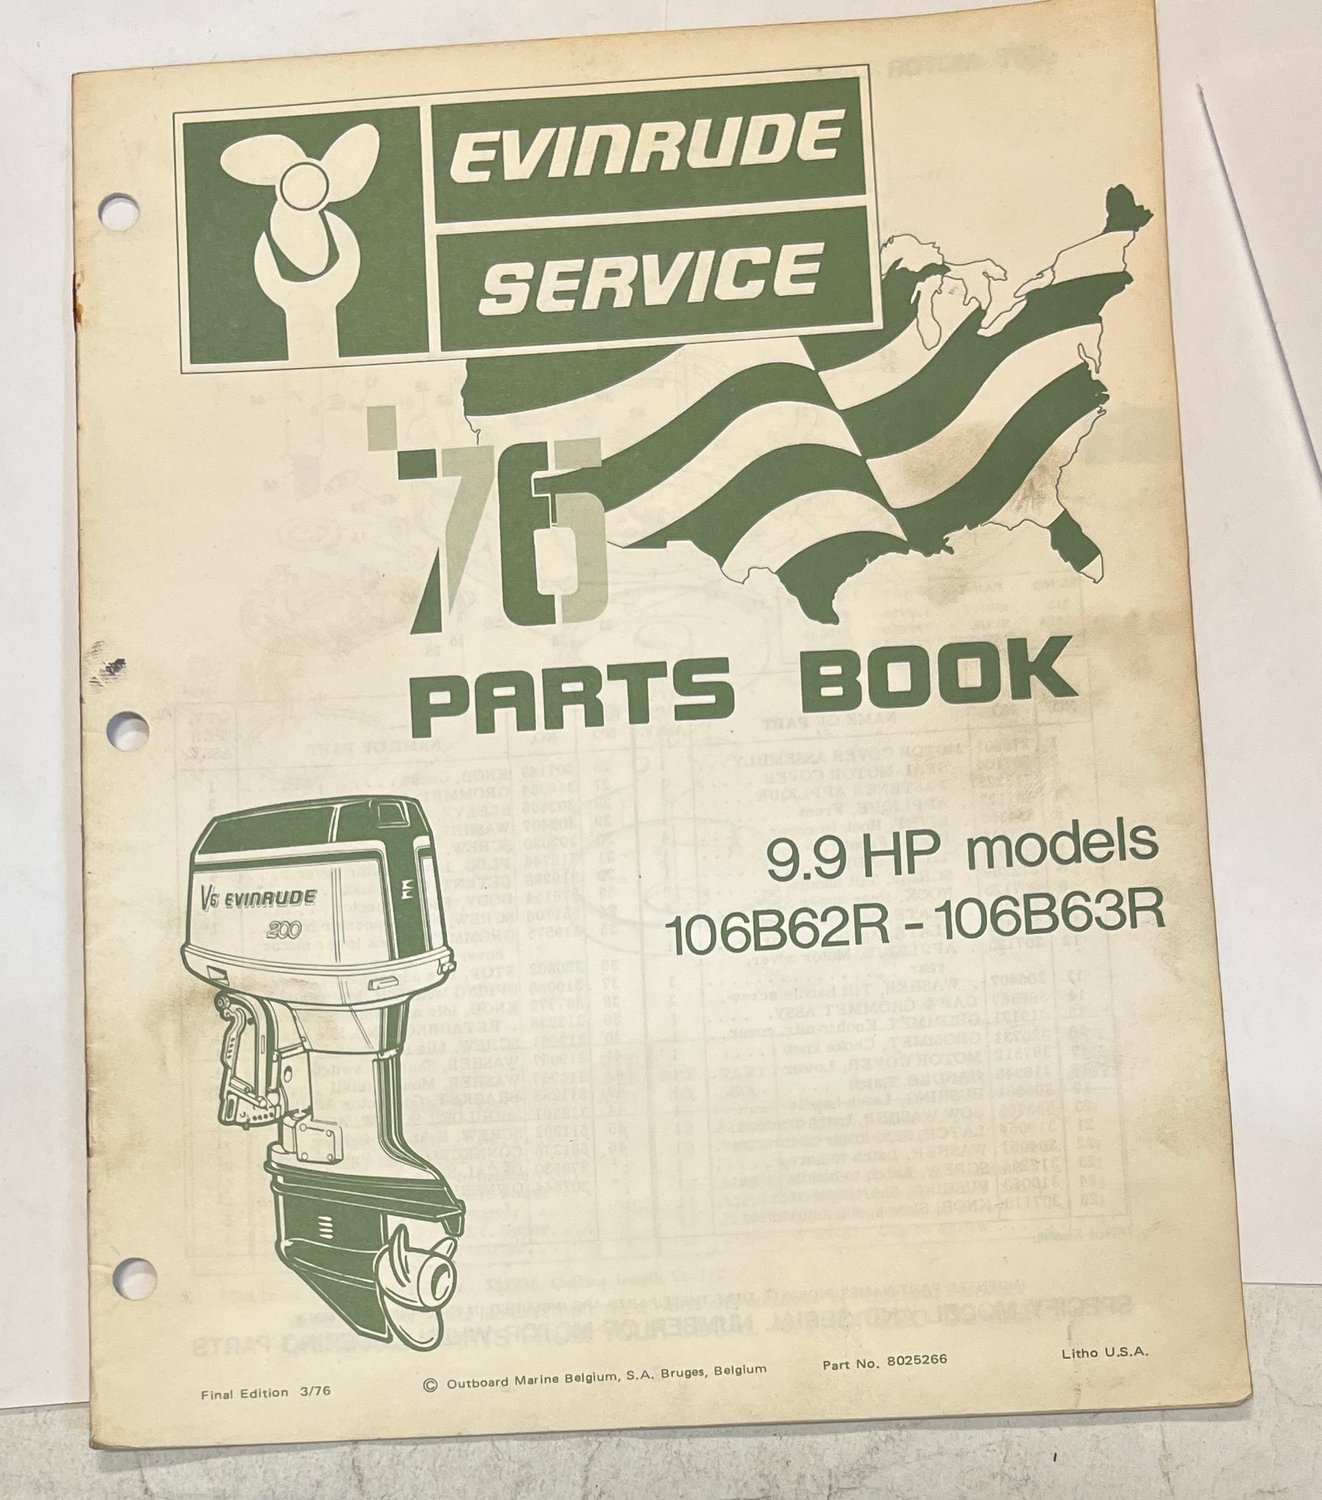 EVINRUDE
SERVICE
'76
PARTS BOOK
9.9 HP models
106B62R - 106B63R
V6 EVINRUDE
200
Final Edition 3/76
© Outboard Marine Belgium, S.A. Bruges, Belgium
Part No. 8025266
Litho U.S.A.